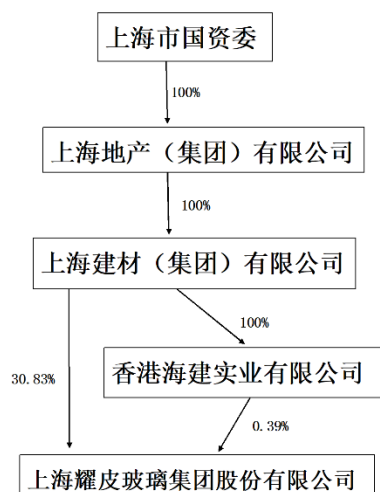 上海市国资委
100%
上海地产（集团）有限公司
100%
上海建材（集团）有限公司
100%
30.83%
香港海建实业有限公司
0.39%
上海耀皮玻璃集团股份有限公司